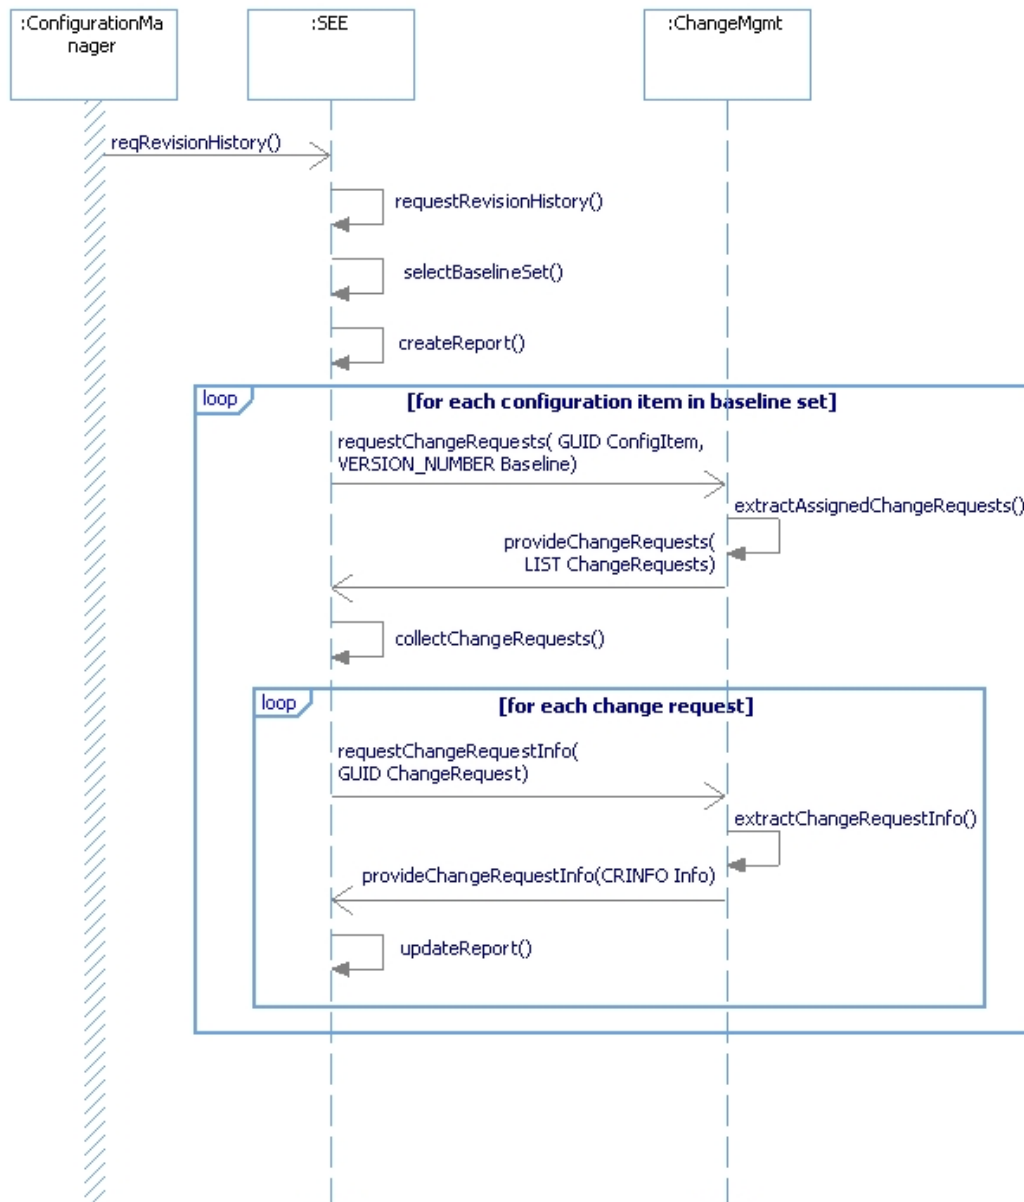 :ConfigurationMa
nager
:SEE
:ChangeMgmt
reqRevisionHistory()
requestRevisionHistory()
selectBaselineSet()
createReport()
loop
[for each configuration item in baseline set]
requestChangeRequests( GUID ConfigItem,
VERSION_NUMBER Baseline)
extractAssignedChangeRequests()
provideChangeRequests(
LIST ChangeRequests)
collectChangeRequests()
loop
[for each change request]
requestChangeRequestInfo(
GUID ChangeRequest)
extractChangeRequestInfo()
provideChangeRequestInfo(CRINFO Info)
updateReport()